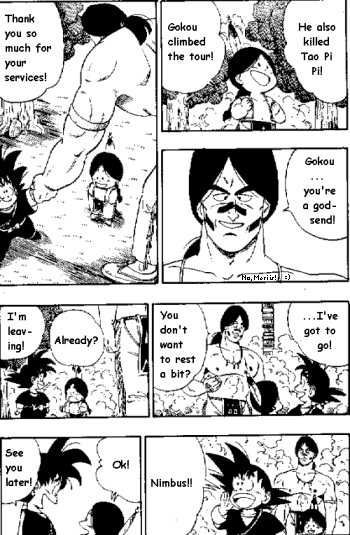 Thank
you so
much for
your
services!
Gokou
climbed
the tour!
He also
killed
Tao Pi
Pi!
Gokou
...
you're
a god-
send!
No, Mario! :)
I'm
leav-
ing!
Already?
You
don't
want
to rest
a bit?
...I've
got to
go!
See
you
later!
Ok!
Nimbus!!